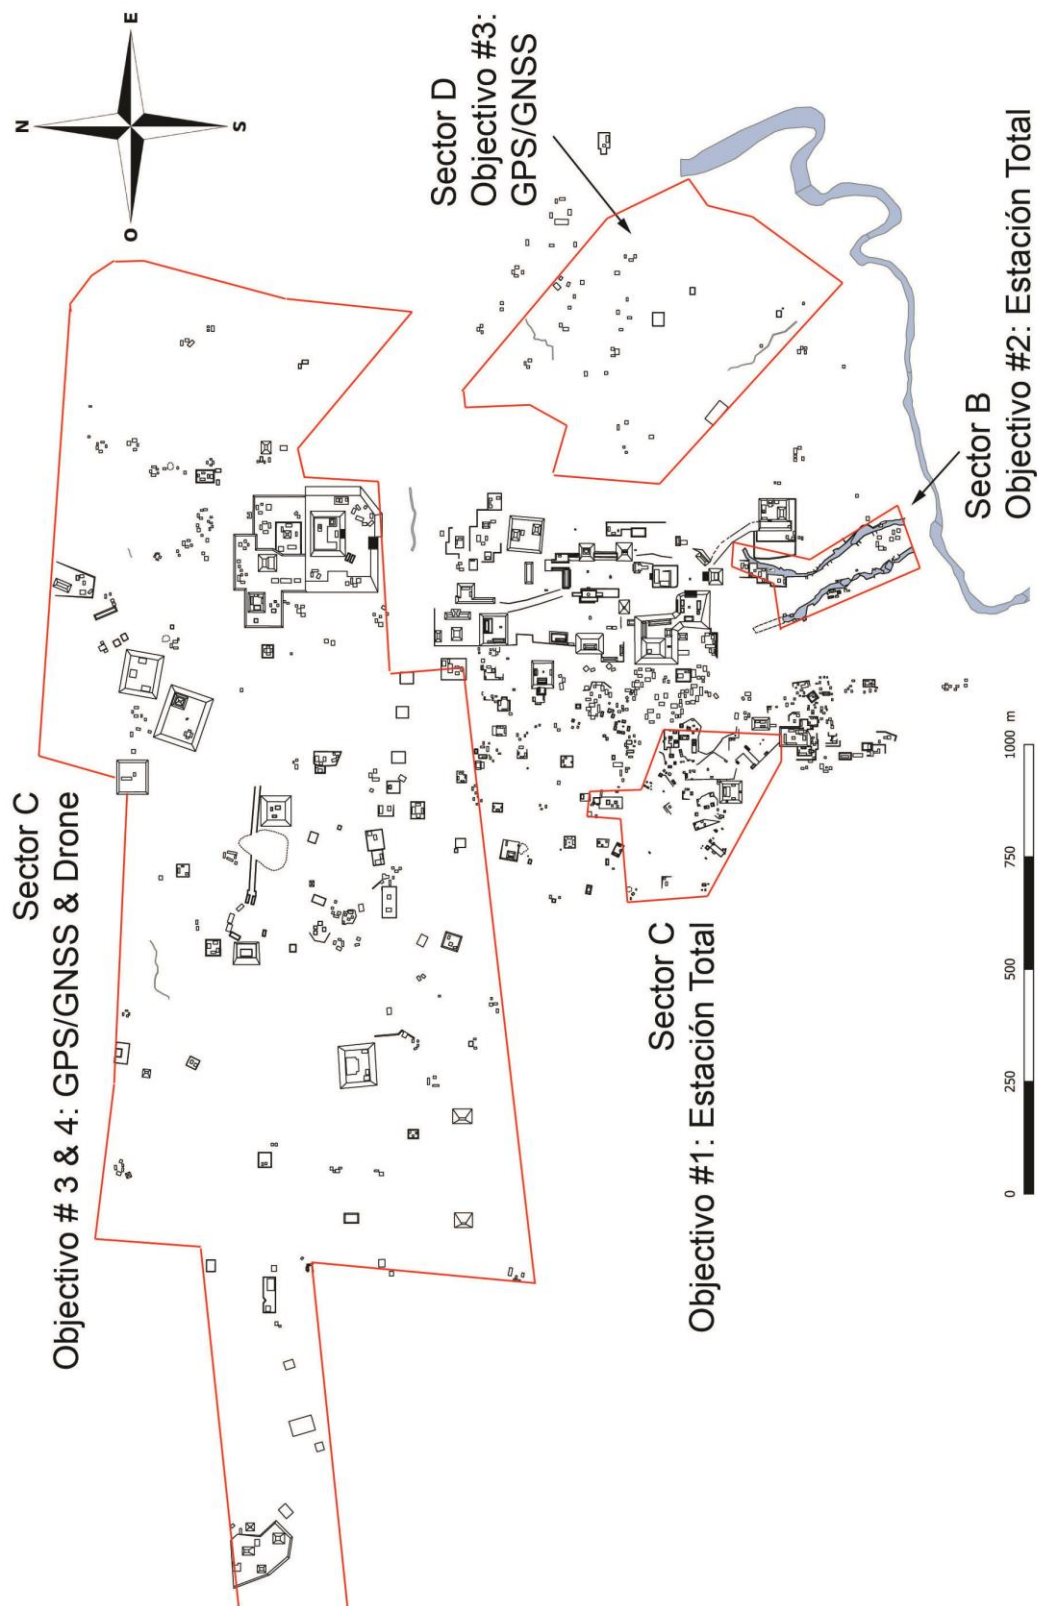 N
E
S
O
Sector D
Objectivo #3:
GPS/GNSS
Sector C
Objectivo # 3 & 4: GPS/GNSS & Drone
Sector B
Objectivo #2: Estación Total
Sector C
Objectivo #1: Estación Total
0
250
500
750
1000 m